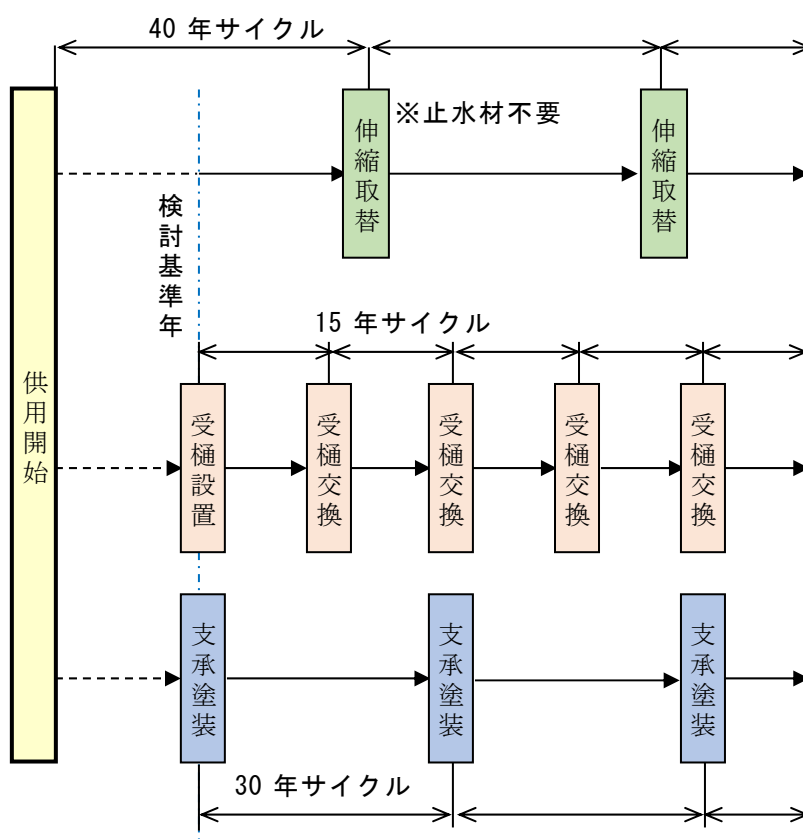 40 年サイクル
※止水材不要
伸縮取替
伸縮取替
検討基準年
15 年サイクル
供用開始
受樋設置
受樋交換
受樋交換
受樋交換
受樋交換
支承塗装
支承塗装
支承塗装
30 年サイクル